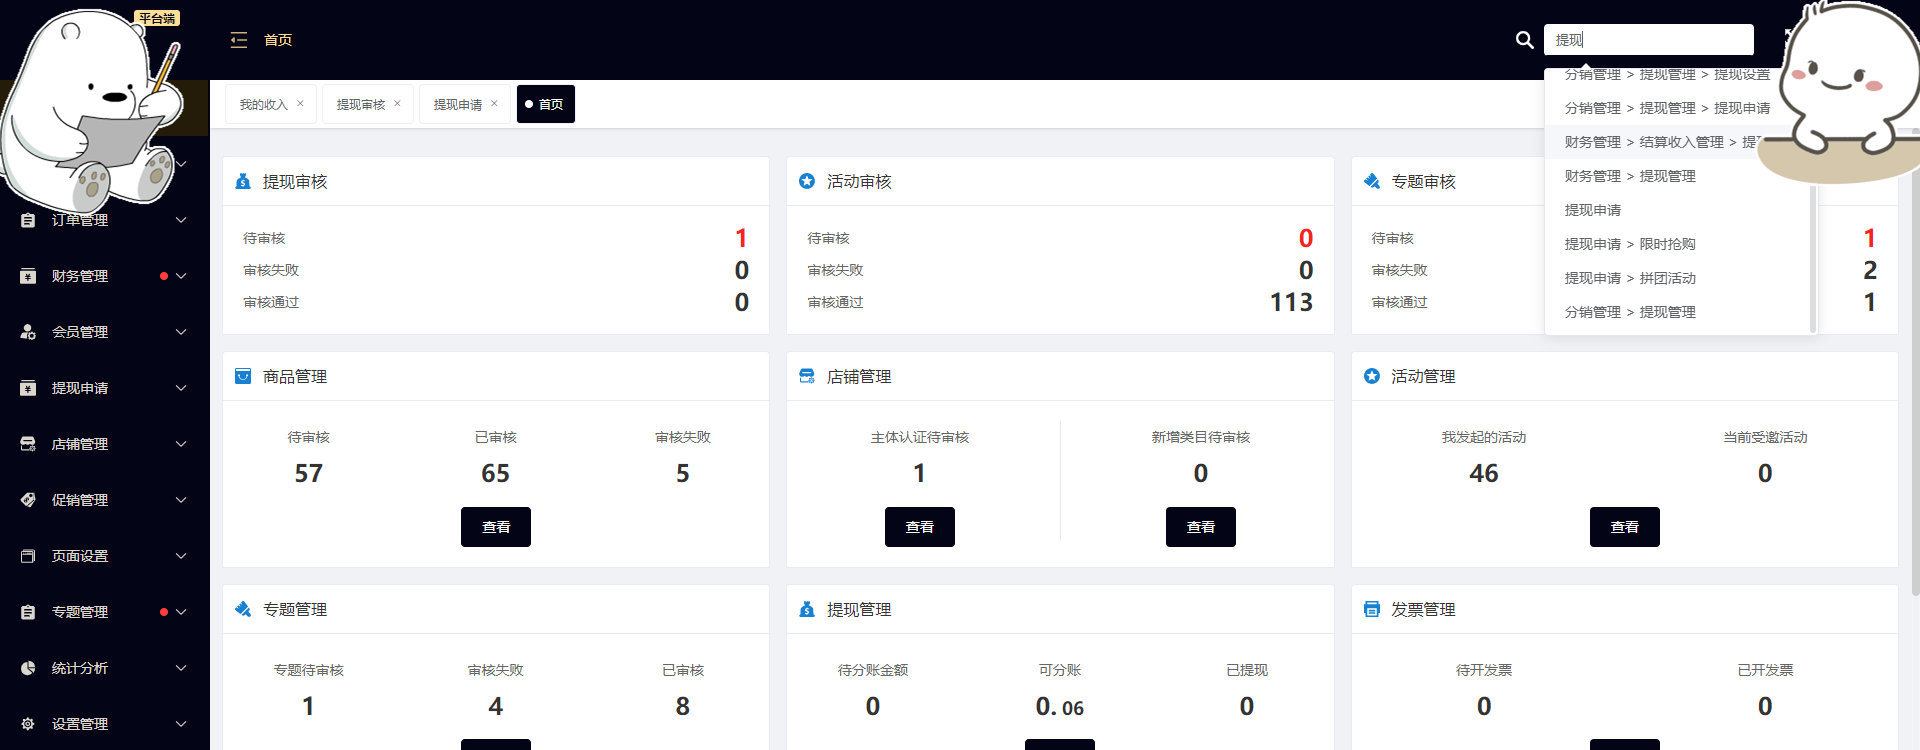 平台端
首页
提现
我的收入 ×
提现审核 ×
提现申请 ×
首页
分销管理 > 提现管理 > 提现设置
分销管理 > 提现管理 > 提现申请
财务管理 > 结算收入管理 >
财务管理 > 提现管理
提现申请
提现申请 > 限时抢购
提现申请 > 拼团活动
分销管理 > 提现管理
订单管理
财务管理
会员管理
提现申请
店铺管理
促销管理
页面设置
专题管理
统计分析
设置管理
提现审核
待审核 1
审核失败 0
审核通过 0
活动审核
待审核 0
审核失败 0
审核通过 113
专题审核
待审核 1
审核失败 2
审核通过 1
商品管理
待审核 已审核 审核失败
57 65 5
查看
店铺管理
主体认证待审核 新增类目待审核
1 0
查看 查看
活动管理
我发起的活动 当前受邀活动
46 0
查看
专题管理
专题待审核 审核失败 已审核
1 4 8
提现管理
待分账金额 可分账 已提现
0 0.06 0
发票管理
待开发票 已开发票
0 0